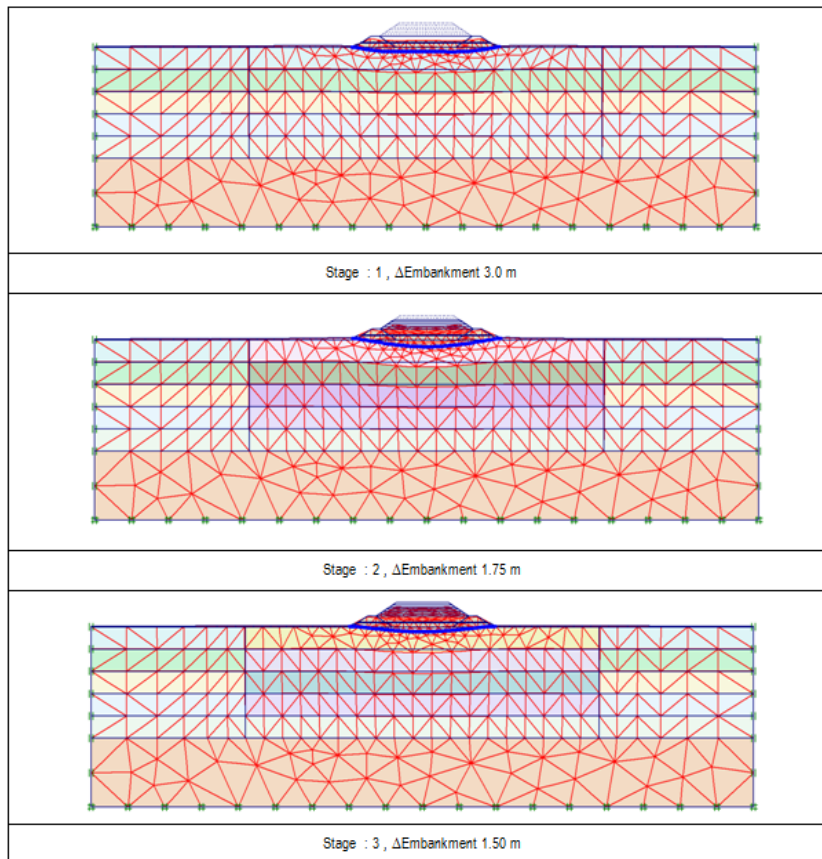 Stage : 1 , ΔEmbankment 3.0 m
Stage : 2 , ΔEmbankment 1.75 m
Stage : 3 , ΔEmbankment 1.50 m